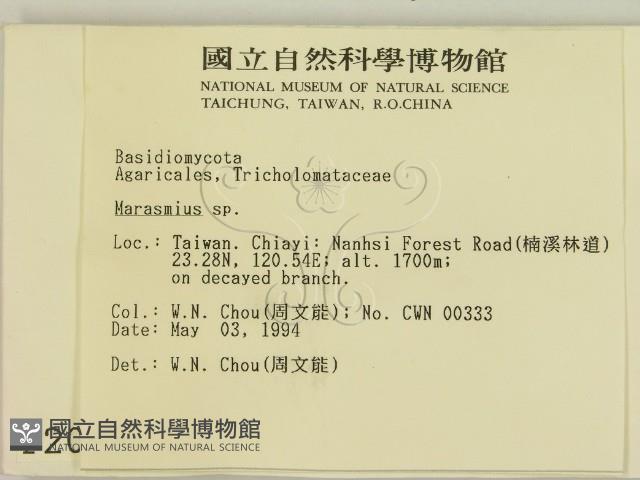 國立自然科學博物館
NATIONAL MUSEUM OF NATURAL SCIENCE
TAICHUNG, TAIWAN, R.O.CHINA
Basidiomycota
Agaricales, Tricholomataceae
Marasmius sp.
Loc.: Taiwan. Chiayi: Nanhsi Forest Road(楠溪林道)
23.28N, 120.54E; alt. 1700m;
on decayed branch.
Col.: W.N. Chou(周文能); No. CWN 00333
Date: May 03, 1994
Det.: W.N. Chou(周文能)
國立自然科學博物館
NATIONAL MUSEUM OF NATURAL SCIENCE